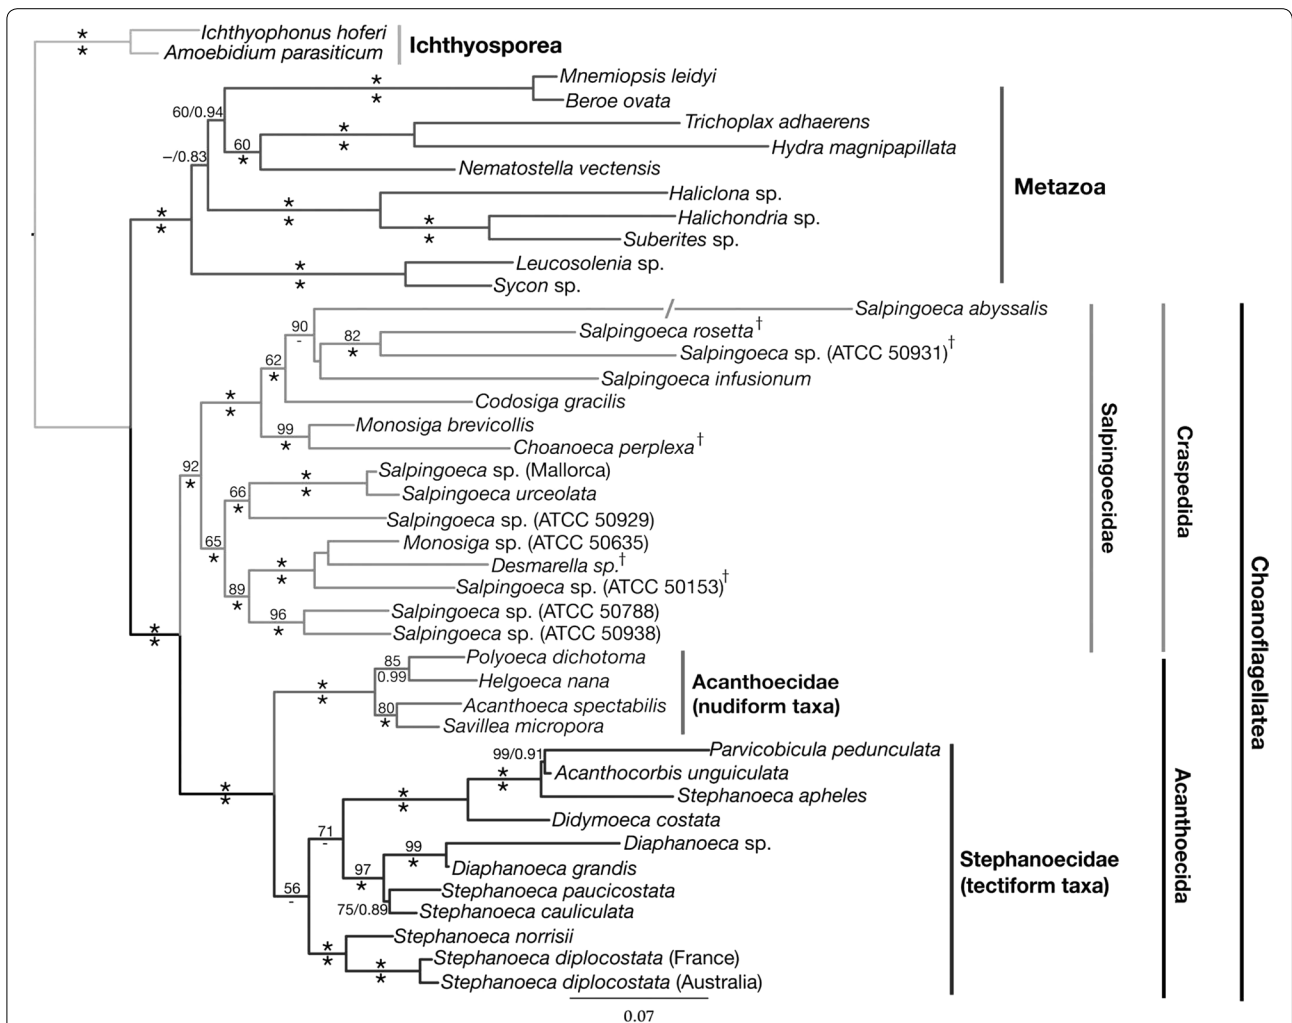 Ichthyophonus hoferi
* *
Amoebidium parasiticum
Ichthyosporea
Mnemiopsis leidyi
* *
Beroe ovata
60/0.94
Trichoplax adhaerens
* *
60
*
Hydra magnipapillata
–/0.83
Nematostella vectensis
Metazoa
Haliclona sp.
* *
* *
Halichondria sp.
* *
Suberites sp.
Leucosolenia sp.
* *
Sycon sp.
Salpingoeca abyssalis
90
-
Salpingoeca rosetta†
82
*
Salpingoeca sp. (ATCC 50931)†
62
*
Salpingoeca infusionum
* *
Codosiga gracilis
Monosiga brevicollis
99
*
Choanoeca perplexa†
92
*
Salpingoeca sp. (Mallorca)
* *
Salpingoeca urceolata
66
*
Salpingoeca sp. (ATCC 50929)
65
*
Monosiga sp. (ATCC 50635)
Desmarella sp.†
* *
Salpingoeca sp. (ATCC 50153)†
89
*
Salpingoeca sp. (ATCC 50788)
96
*
Salpingoeca sp. (ATCC 50938)
Salpingoecidae
Craspedida
Choanoflagellatea
* *
Polyoeca dichotoma
85
0.99
Helgoeca nana
* *
Acanthoeca spectabilis
80
*
Savillea micropora
Acanthoecidae
(nudiform taxa)
* *
Parvicobicula pedunculata
99/0.91
Acanthocorbis unguiculata
* *
Stephanoeca apheles
* *
Didymoeca costata
71
-
Diaphanoeca sp.
99
*
Diaphanoeca grandis
97
*
Stephanoeca paucicostata
75/0.89
Stephanoeca cauliculata
56
-
Stephanoeca norrisii
* *
Stephanoeca diplocostata (France)
* *
Stephanoeca diplocostata (Australia)
Stephanoecidae
(tectiform taxa)
Acanthoecida
0.07